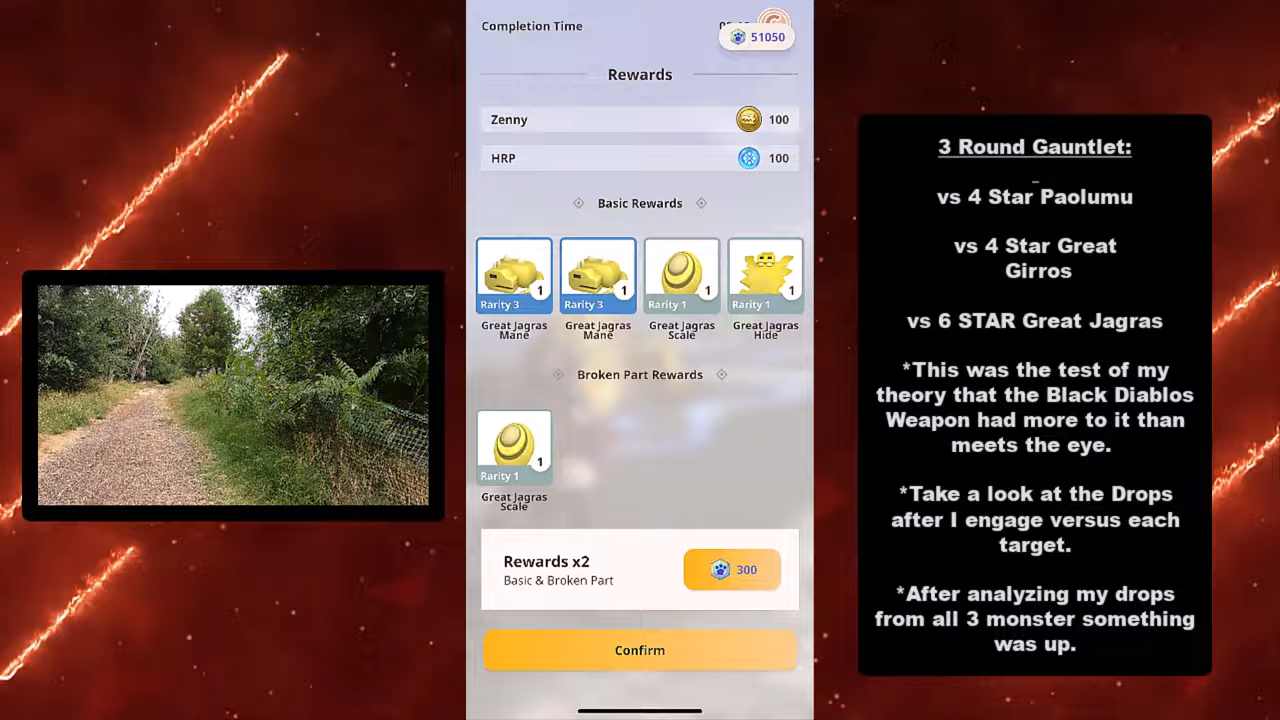 Completion Time
51050
Rewards
Zenny 100
HRP 100
Basic Rewards
1 1 1 1
Rarity 3 Rarity 3 Rarity 1 Rarity 1
Great Jagras Great Jagras Great Jagras Great Jagras
Mane Mane Scale Hide
Broken Part Rewards
1
Rarity 1
Great Jagras
Scale
Rewards x2
Basic & Broken Part
300
Confirm
3 Round Gauntlet:
vs 4 Star Paolumu
vs 4 Star Great
Girros
vs 6 STAR Great Jagras
*This was the test of my
theory that the Black Diablos
Weapon had more to it than
meets the eye.
*Take a look at the Drops
after I engage versus each
target.
*After analyzing my drops
from all 3 monster something
was up.